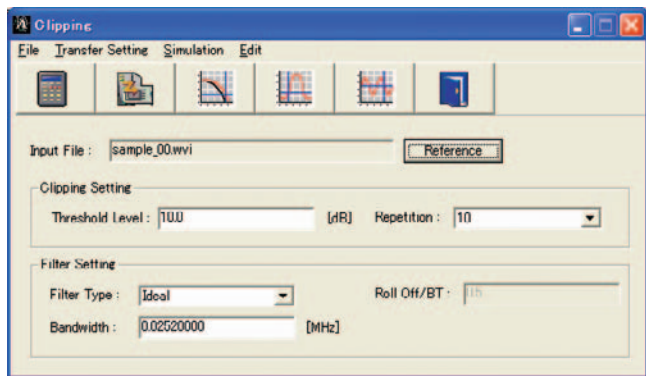 Clipping
File Transfer Setting Simulation Edit
Input File : sample_00.wvi Reference
Clipping Setting
Threshold Level : 10.0 [dB] Repetition : 10
Filter Setting
Filter Type : Ideal Roll Off/BT :
Bandwidth : 0.02520000 [MHz]